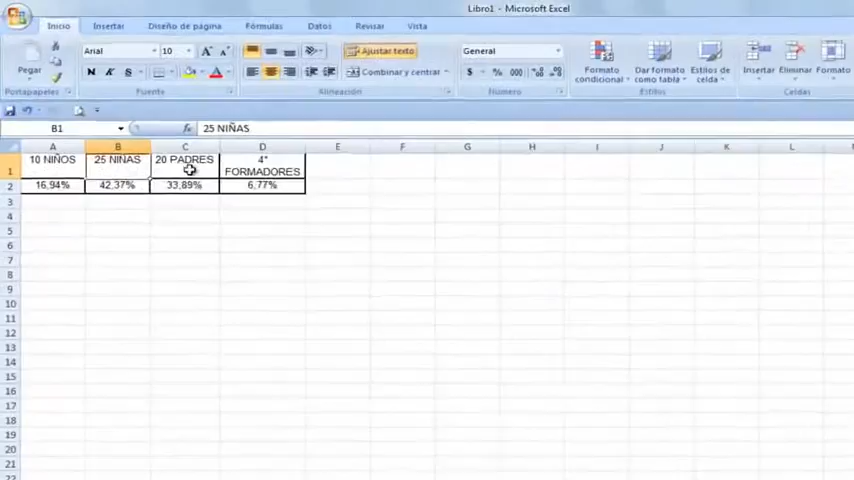 Libro1 - Microsoft Excel
Inicio Insertar Diseño de página Fórmulas Datos Revisar Vista
Arial 10 A A Ajustar texto General
Pegar N K S A Combinar y centrar $ % 000 Formato condicional Dar formato como tabla Estilos de celda Insertar Eliminar Formato
Portapapeles Fuente Alineación Número Estilos Celdas
B1 fx 25 NIÑAS
A B C D E F G H I J K L
1 10 NIÑOS 25 NIÑAS 20 PADRES 4° FORMADORES
2 16,94% 42,37% 33,89% 6,77%
3
4
5
6
7
8
9
10
11
12
13
14
15
16
17
18
19
20
21
22